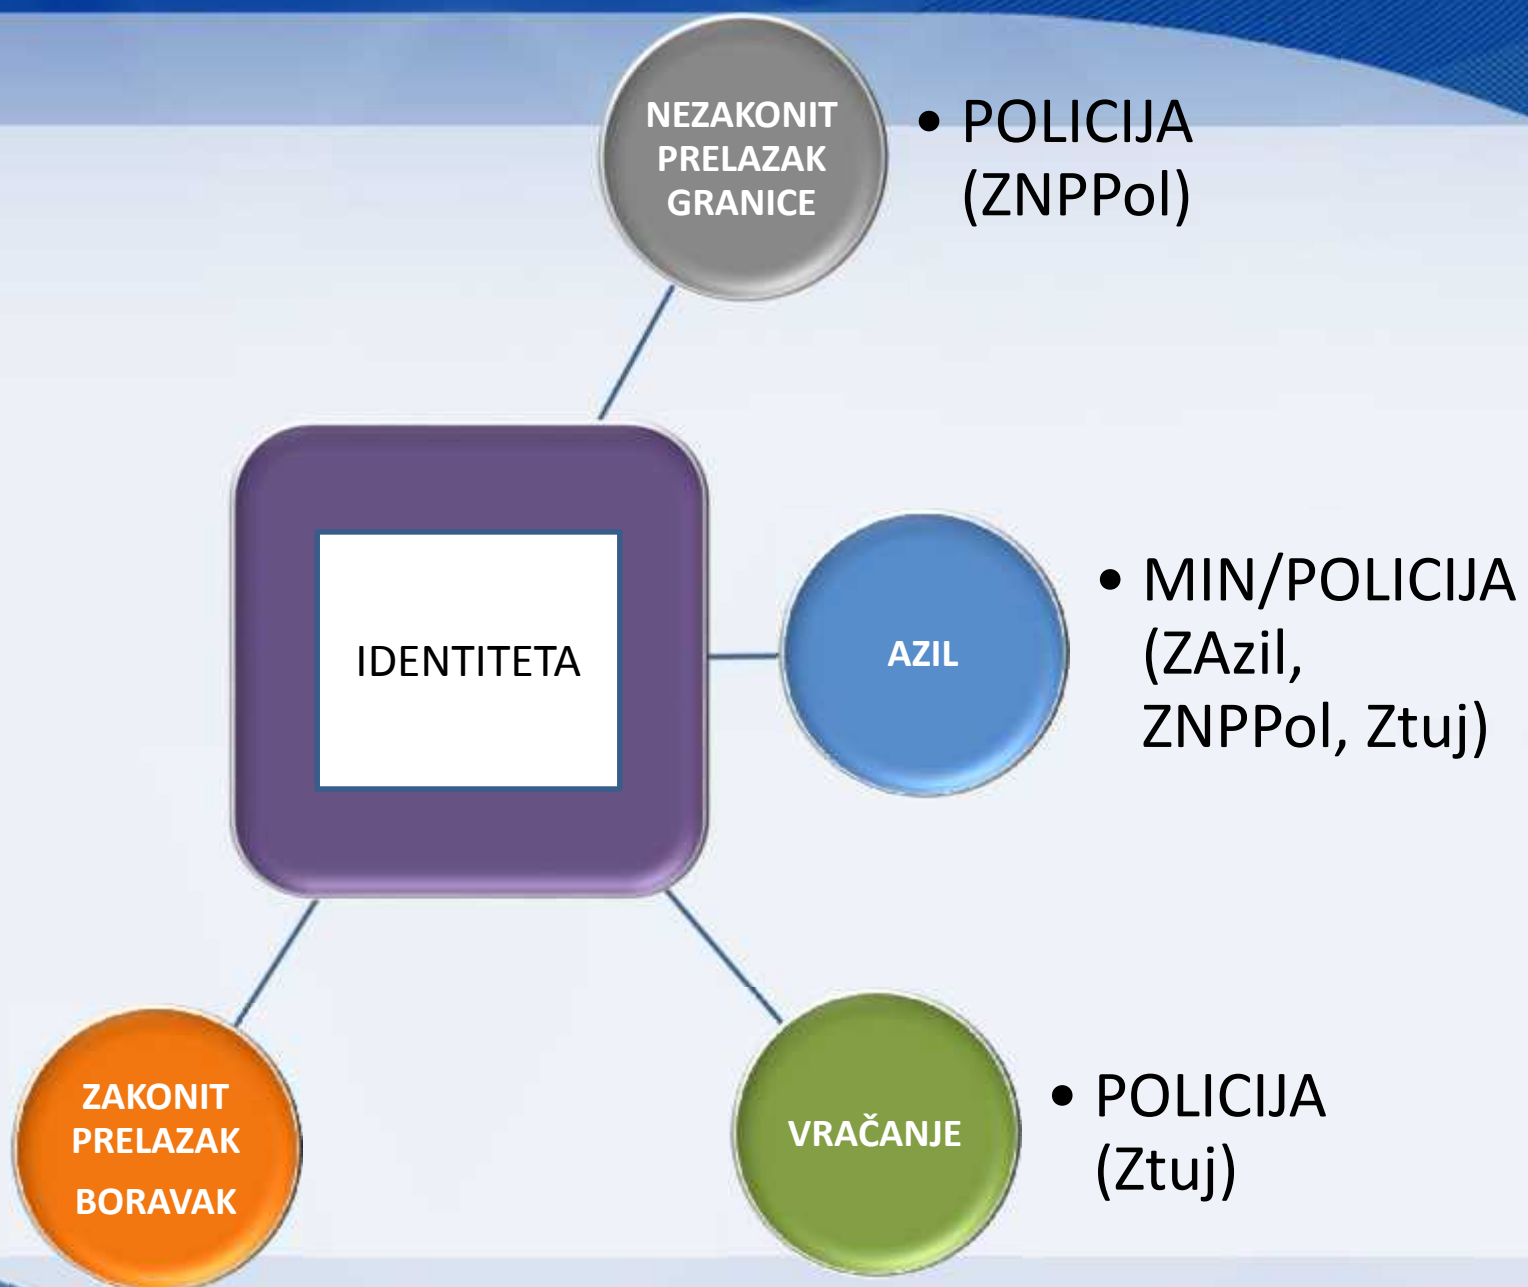 NEZAKONIT
PRELAZAK
GRANICE
• POLICIJA
(ZNPPol)
IDENTITETA
AZIL
• MIN/POLICIJA
(ZAzil,
ZNPPol, Ztuj)
ZAKONIT
PRELAZAK
BORAVAK
VRAČANJE
• POLICIJA
(Ztuj)